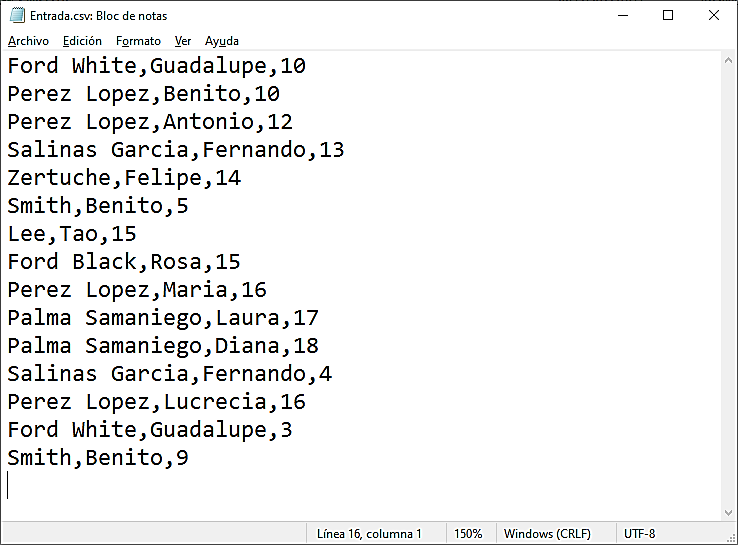 Entrada.csv: Bloc de notas
Archivo Edición Formato Ver Ayuda
Ford White,Guadalupe,10
Perez Lopez,Benito,10
Perez Lopez,Antonio,12
Salinas Garcia,Fernando,13
Zertuche,Felipe,14
Smith,Benito,5
Lee,Tao,15
Ford Black,Rosa,15
Perez Lopez,Maria,16
Palma Samaniego,Laura,17
Palma Samaniego,Diana,18
Salinas Garcia,Fernando,4
Perez Lopez,Lucrecia,16
Ford White,Guadalupe,3
Smith,Benito,9
Línea 16, columna 1 150% Windows (CRLF) UTF-8